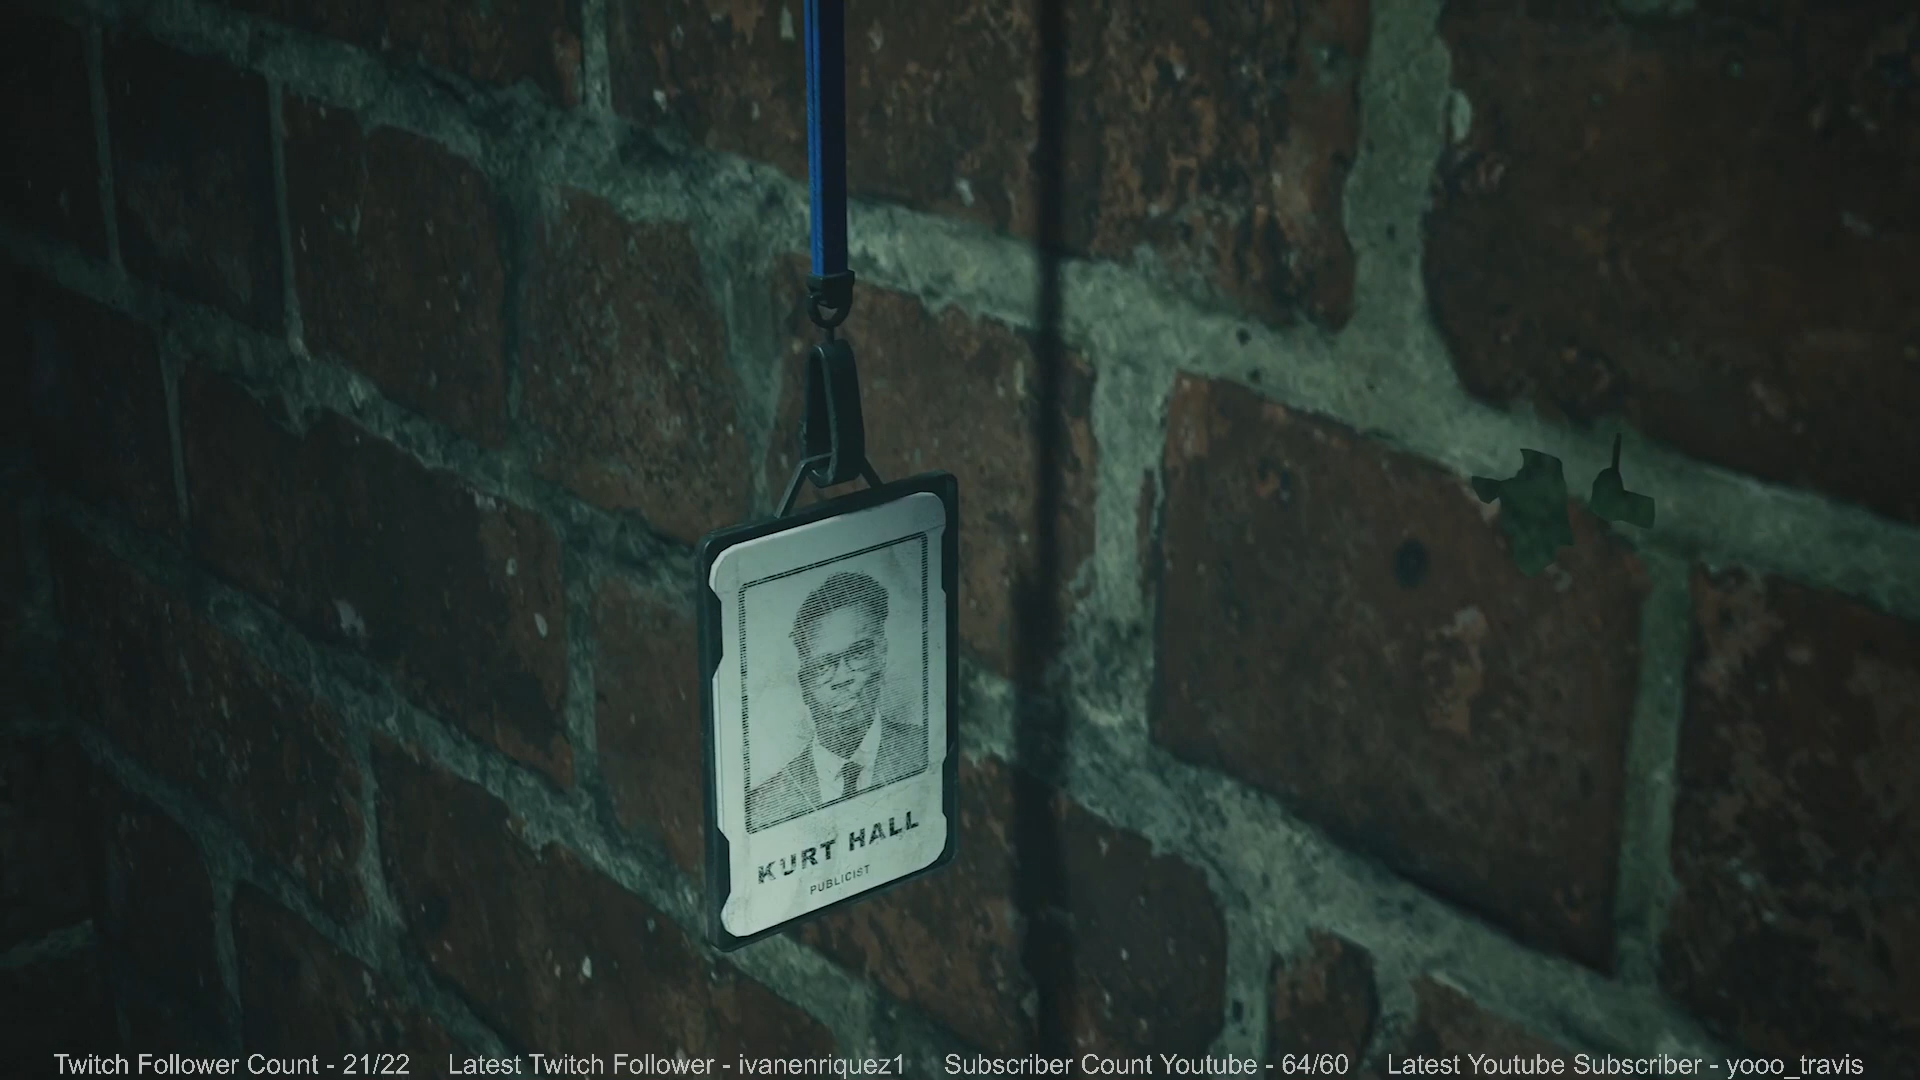 KURT HALL
PUBLICIST
Twitch Follower Count - 21/22 Latest Twitch Follower - ivanenriquez1 Subscriber Count Youtube - 64/60 Latest Youtube Subscriber - yooo_travis